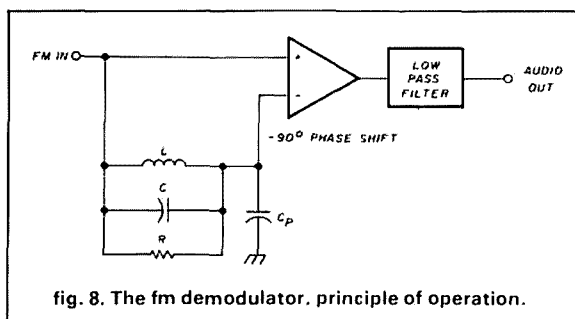 FM IN
+
-
LOW
PASS
FILTER
AUDIO
OUT
-90° PHASE SHIFT
L
C
R
Cp
fig. 8. The fm demodulator. principle of operation.